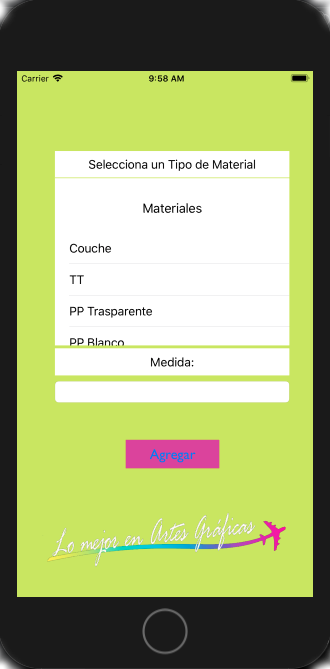 Carrier 9:58 AM
Selecciona un Tipo de Material
Materiales
Couche
TT
PP Trasparente
PP Blanco
Medida:
Agregar
Lo mejor en Artes Gráficas